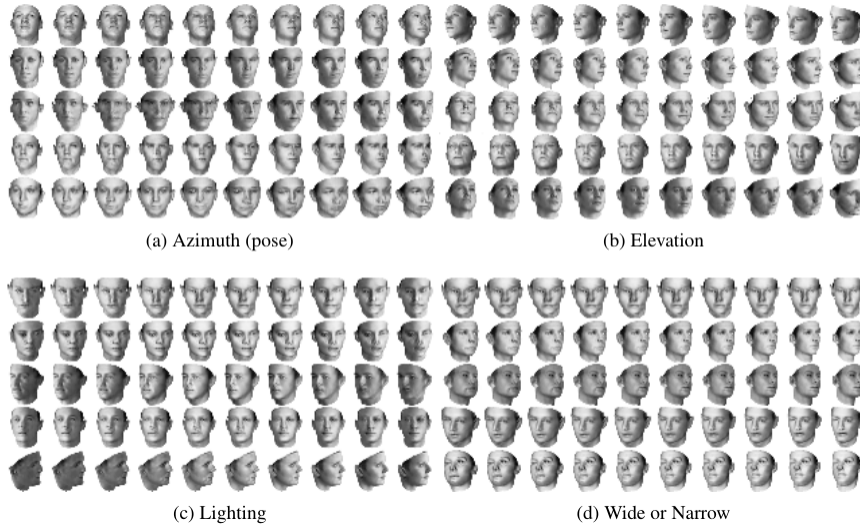 (a) Azimuth (pose)
(b) Elevation
(c) Lighting
(d) Wide or Narrow